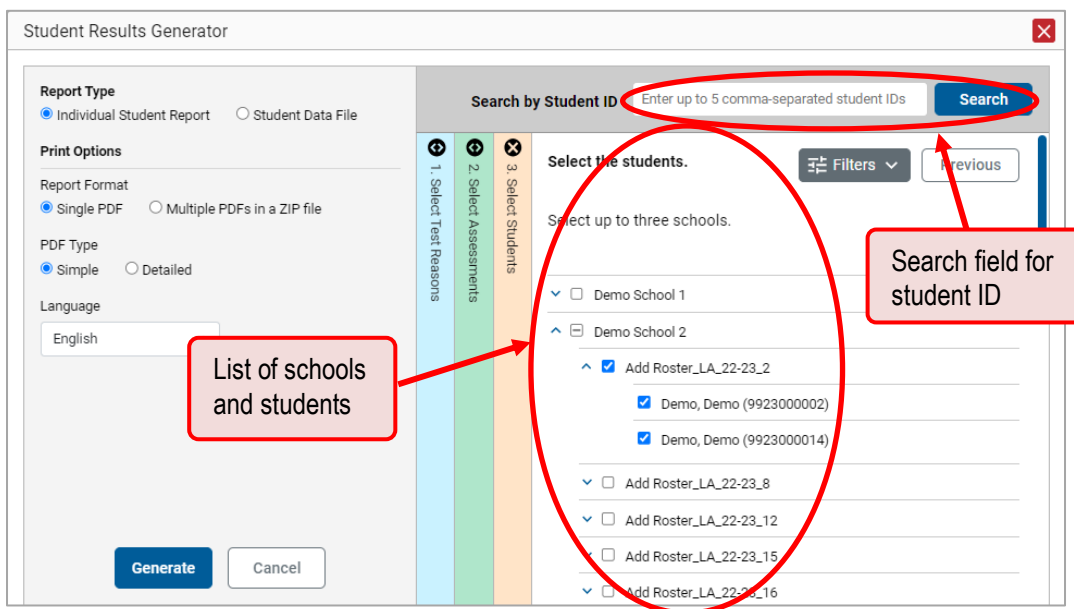 Student Results Generator
Report Type
Individual Student Report
Student Data File
Print Options
Report Format
Single PDF
Multiple PDFs in a ZIP file
PDF Type
Simple
Detailed
Language
English
Generate
Cancel
Search by Student ID
Enter up to 5 comma-separated student IDs
Search
1. Select Test Reasons
2. Select Assessments
3. Select Students
Select the students.
Filters
Previous
Select up to three schools.
Demo School 1
Demo School 2
Add Roster_LA_22-23_2
Demo, Demo (9923000002)
Demo, Demo (9923000014)
Add Roster_LA_22-23_8
Add Roster_LA_22-23_12
Add Roster_LA_22-23_15
Add Roster_LA_22-23_16
List of schools
and students
Search field for
student ID